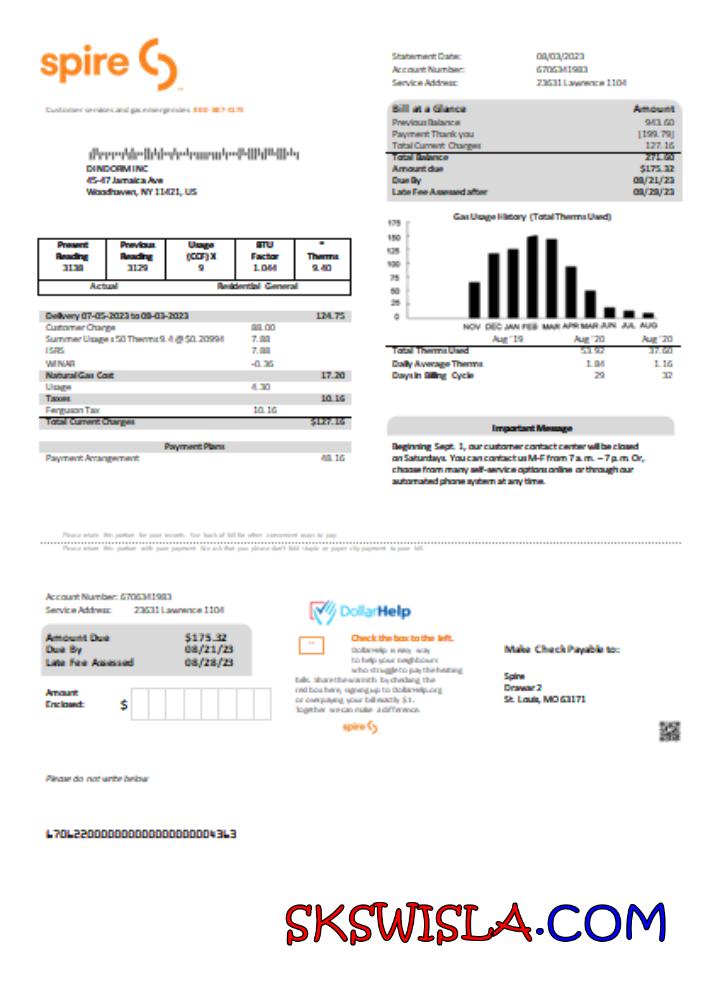 spire
Statement Date: 08/03/2023
Account Number: 6706341983
Service Address: 23631 Lawrence 1104
Customer services and gas emergencies
Bill at a Glance Amount
Previous Balance 943.60
Payment Thank you (199.79)
Total Current Charges 127.16
Total Balance 271.60
Amount due $175.32
Due By 08/21/23
Late Fee Assessed after 08/28/23
DINDORM INC
45-47 Jamaica Ave
Woodhaven, NY 11421, US
Gas Usage History (Total Therms Used)
175
150
125
100
75
50
25
0
NOV DEC JAN FEB MAR APR MAR JUN JUL AUG
Aug '19 Aug '20 Aug '20
Total Therms Used 53.92 37.60
Daily Average Therms 1.84 1.16
Days in Billing Cycle 29 32
Present Reading Previous Reading Usage (CCF) X BTU Factor = Therms
3138 3129 9 1.044 9.40
Actual Residential General
Delivery 07-05-2023 to 08-03-2023 124.75
Customer Charge 88.00
Summer Usage ≤50 Therms 9.4 @ $0.20994 7.88
ISRS 7.88
WINAR -0.36
Natural Gas Cost 17.20
Usage 4.30
Taxes 10.16
Ferguson Tax 10.16
Total Current Charges $127.16
Payment Plans
Payment Arrangement 48.16
Important Message
Beginning Sept. 1, our customer contact center will be closed
on Saturdays. You can contact us M-F from 7 a. m. – 7 p. m. Or,
choose from many self-service options online or through our
automated phone system at any time.
Please retain this portion for your records. See back of bill for other convenient ways to pay.
Please return this portion with your payment. We ask that you please don't fold staple or paper clip payment to your bill.
Account Number: 6706341983
Service Address: 23631 Lawrence 1104
Amount Due $175.32
Due By 08/21/23
Late Fee Assessed 08/28/23
Amount
Enclosed: $
DollarHelp
Check the box to the left.
DollarHelp is easy way
to help your neighbours
who struggle to pay the heating
bills. Share the warmth by checking the
red box here, signing up to DollarHelp.org
or overpaying your bill exactly $1.
Together we can make a difference.
spire
Make Check Payable to:
Spire
Drawer 2
St. Louis, MO 63171
Please do not write below
SKSWISLA.COM